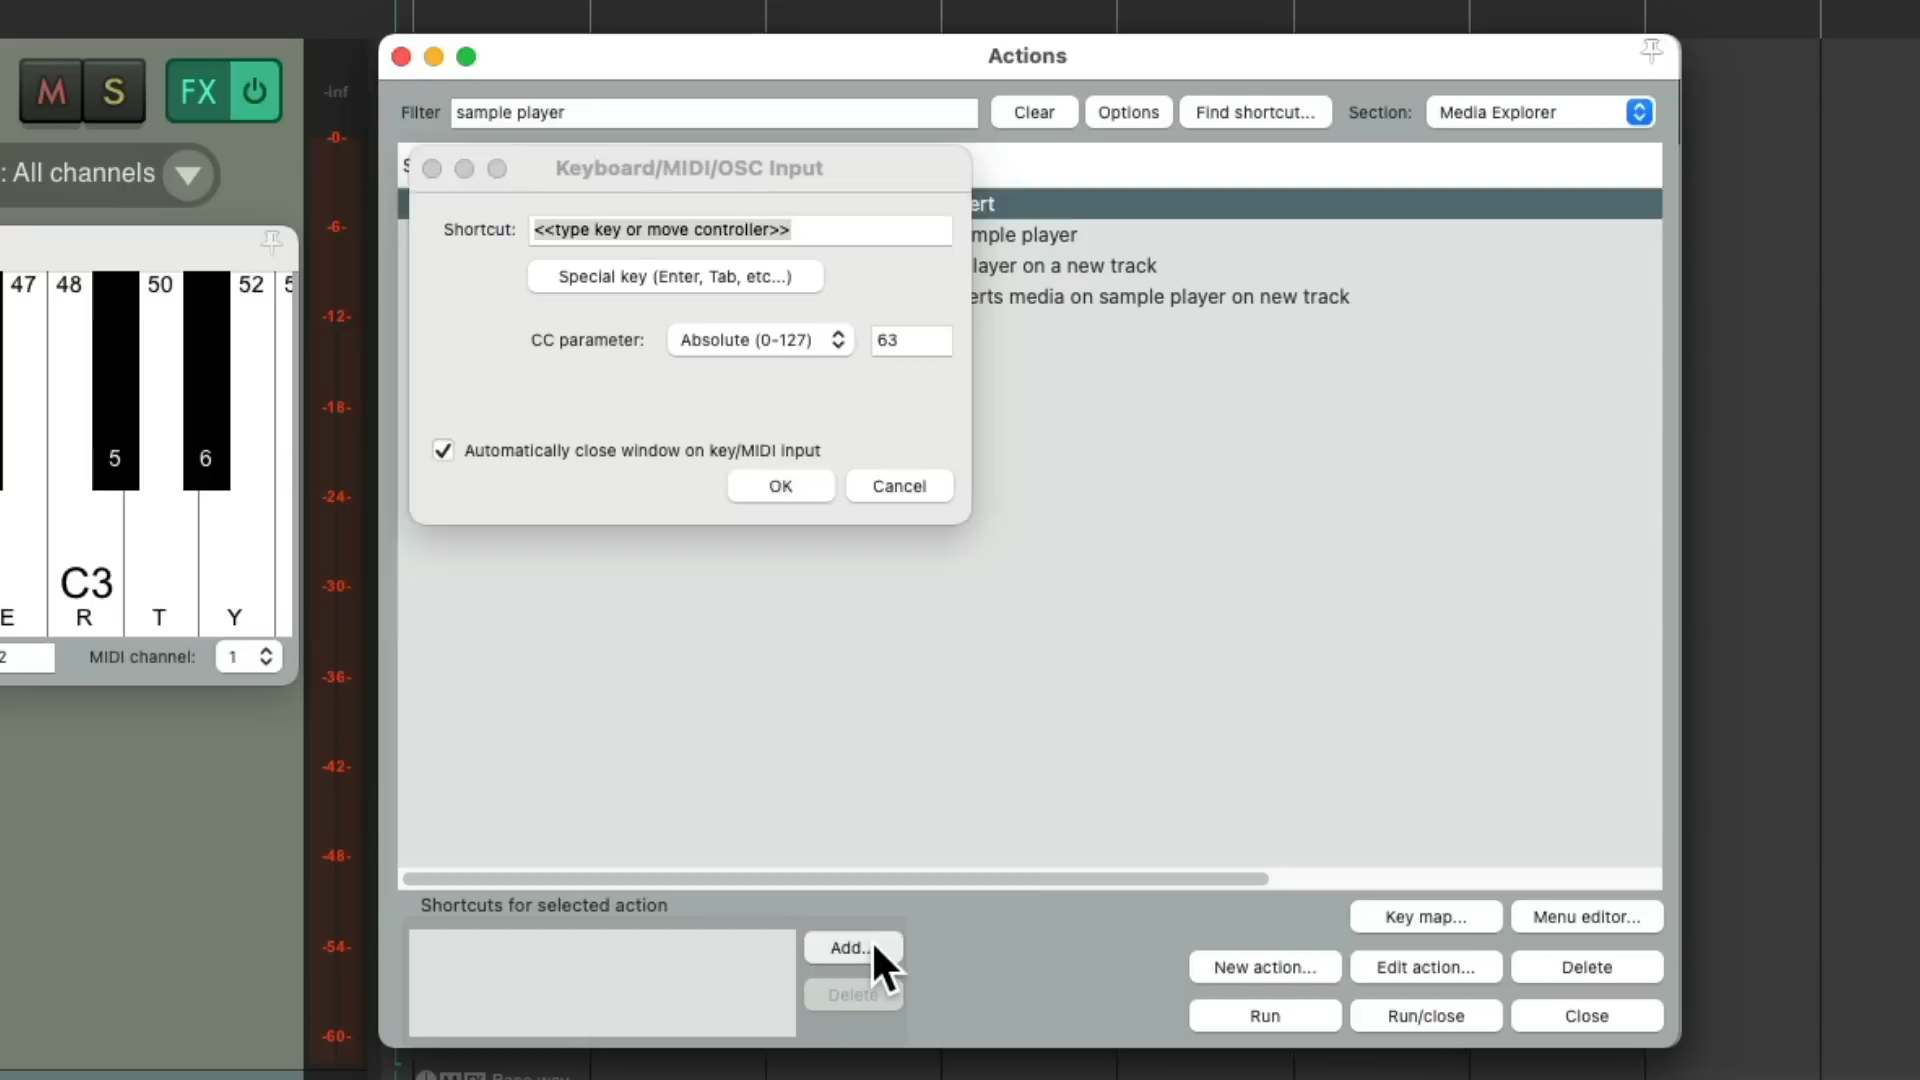 Actions
M S FX
-inf
Filter sample player Clear Options Find shortcut... Section: Media Explorer
-0-
: All channels
Keyboard/MIDI/OSC Input
ert
Shortcut: <<type key or move controller>>
mple player
-6-
Special key (Enter, Tab, etc...)
layer on a new track
47 48 50 52 5
erts media on sample player on new track
-12-
CC parameter: Absolute (0-127) 63
-18-
5 6
Automatically close window on key/MIDI input
OK Cancel
-24-
C3
-30-
E R T Y
2 MIDI channel: 1
-36-
-42-
-48-
Shortcuts for selected action
Key map... Menu editor...
-54-
Add...
New action... Edit action... Delete
Delete
Run Run/close Close
-60-